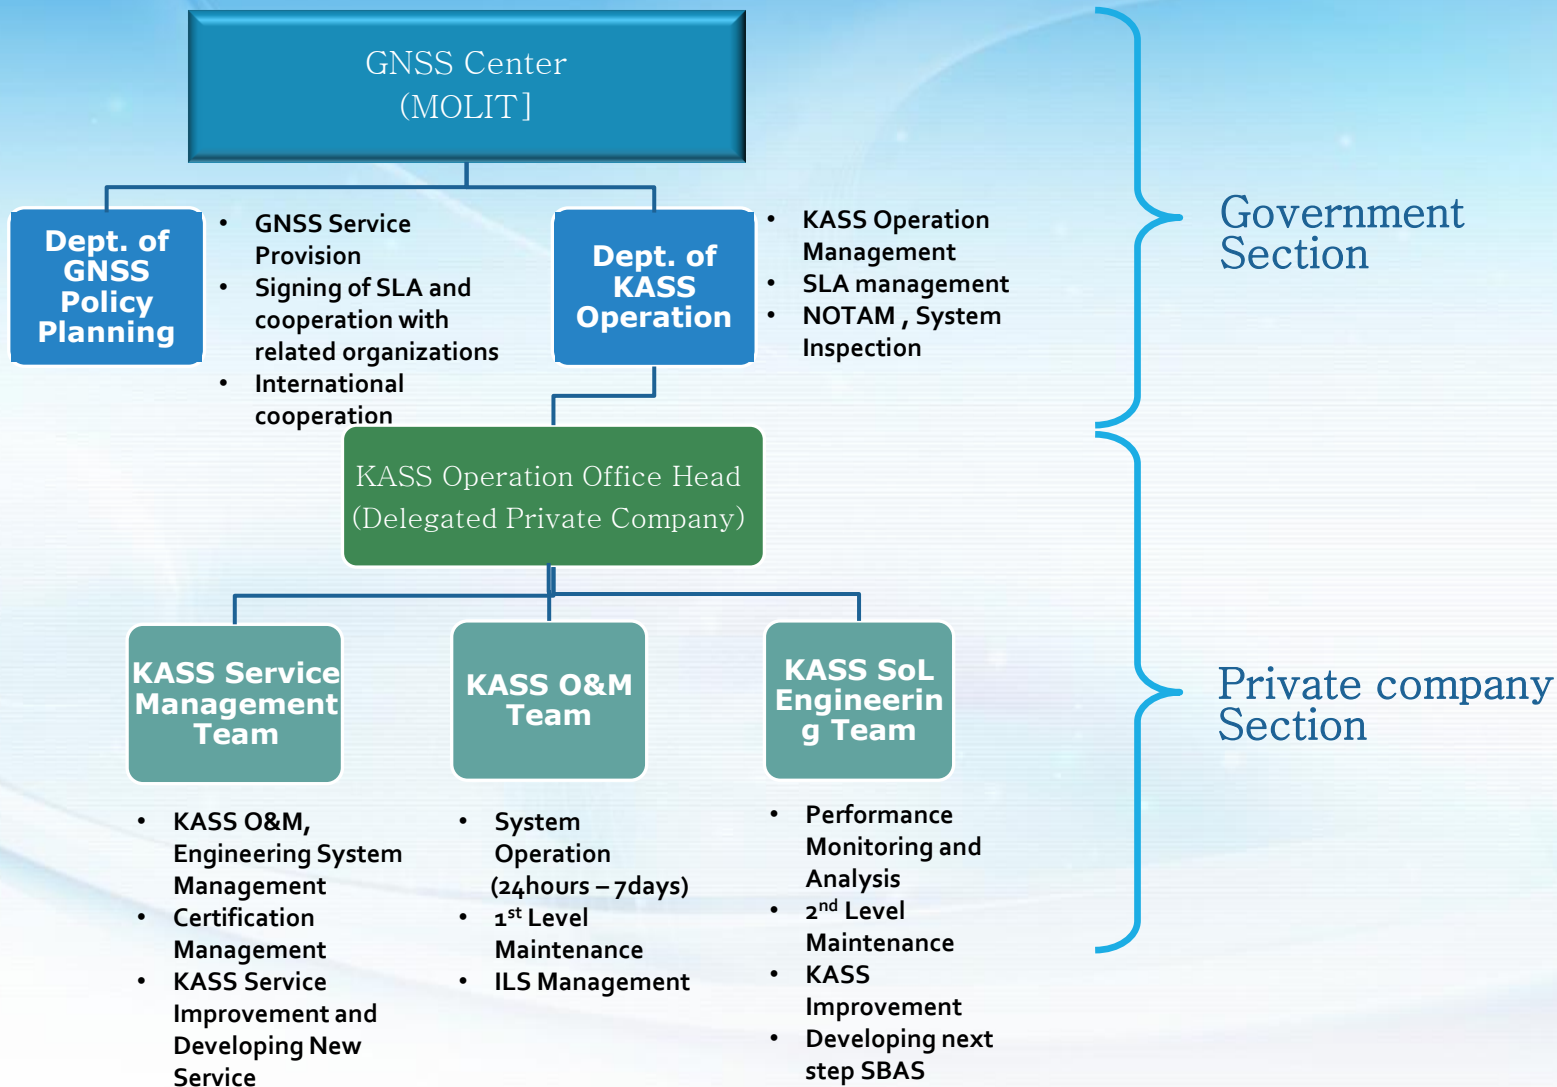 GNSS Center
(MOLIT]
Dept. of
GNSS
Policy
Planning
• GNSS Service
Provision
• Signing of SLA and
cooperation with
related organizations
• International
cooperation
Dept. of
KASS
Operation
• KASS Operation
Management
• SLA management
• NOTAM , System
Inspection
Government
Section
KASS Operation Office Head
(Delegated Private Company)
KASS Service
Management
Team
KASS O&M
Team
KASS SoL
Engineerin
g Team
Private company
Section
• KASS O&M,
Engineering System
Management
• Certification
Management
• KASS Service
Improvement and
Developing New
Service
• System
Operation
(24hours – 7days)
• 1st Level
Maintenance
• ILS Management
• Performance
Monitoring and
Analysis
• 2nd Level
Maintenance
• KASS
Improvement
• Developing next
step SBAS